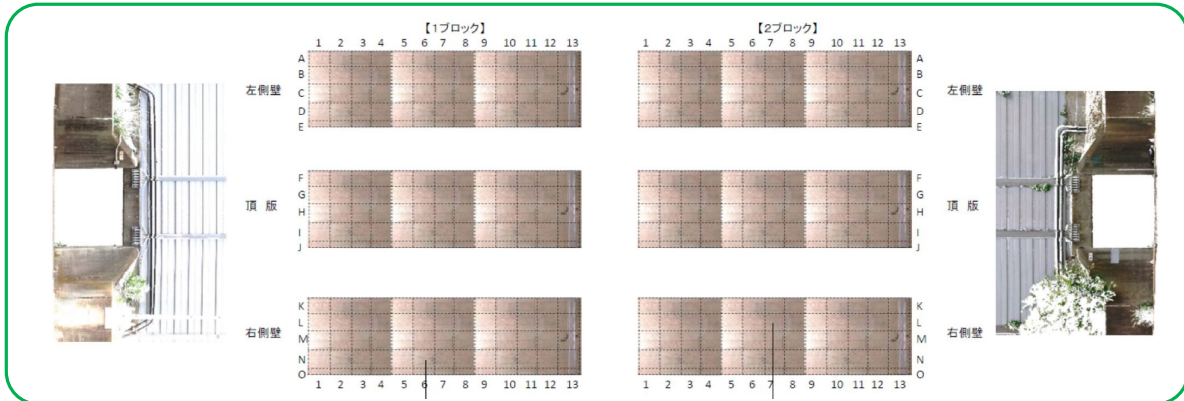 【1ブロック】 【2ブロック】
1 2 3 4 5 6 7 8 9 10 11 12 13 1 2 3 4 5 6 7 8 9 10 11 12 13
A A
B B
左側壁 C C 左側壁
D D
E E
F F
G G
頂 版 H H 頂 版
I I
J J
K K
L L
右側壁 M M 右側壁
N N
O O
1 2 3 4 5 6 7 8 9 10 11 12 13 1 2 3 4 5 6 7 8 9 10 11 12 13